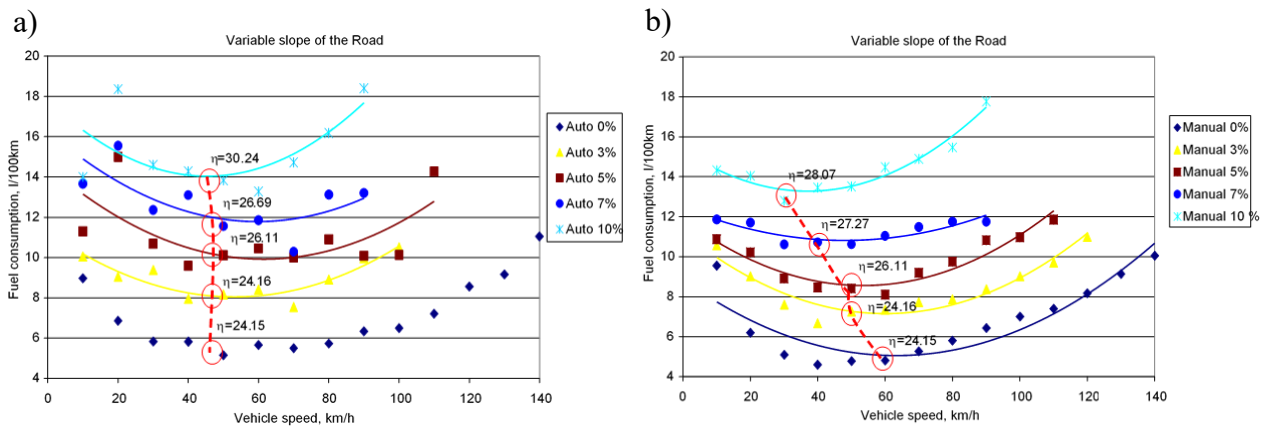 a)
Variable slope of the Road
Fuel consumption, l/100km
20
18
16
14
12
10
8
6
4
η=30.24
η=26.69
η=26.11
η=24.16
η=24.15
0 20 40 60 80 100 120 140
Vehicle speed, km/h
Auto 0%
Auto 3%
Auto 5%
Auto 7%
Auto 10%
b)
Variable slope of the Road
Fuel consumption, l/100km
20
18
16
14
12
10
8
6
4
η=28.07
η=27.27
η=26.11
η=24.16
η=24.15
0 20 40 60 80 100 120 140
Vehicle speed, km/h
Manual 0%
Manual 3%
Manual 5%
Manual 7%
Manual 10 %